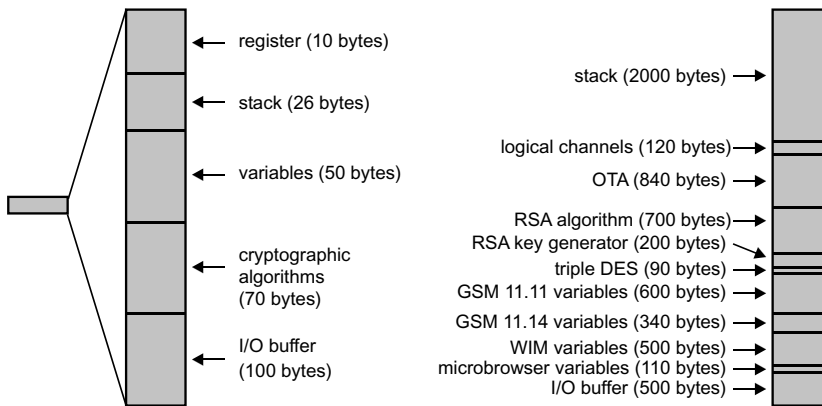 register (10 bytes)
stack (26 bytes)
variables (50 bytes)
cryptographic
algorithms
(70 bytes)
I/O buffer
(100 bytes)
stack (2000 bytes)
logical channels (120 bytes)
OTA (840 bytes)
RSA algorithm (700 bytes)
RSA key generator (200 bytes)
triple DES (90 bytes)
GSM 11.11 variables (600 bytes)
GSM 11.14 variables (340 bytes)
WIM variables (500 bytes)
microbrowser variables (110 bytes)
I/O buffer (500 bytes)